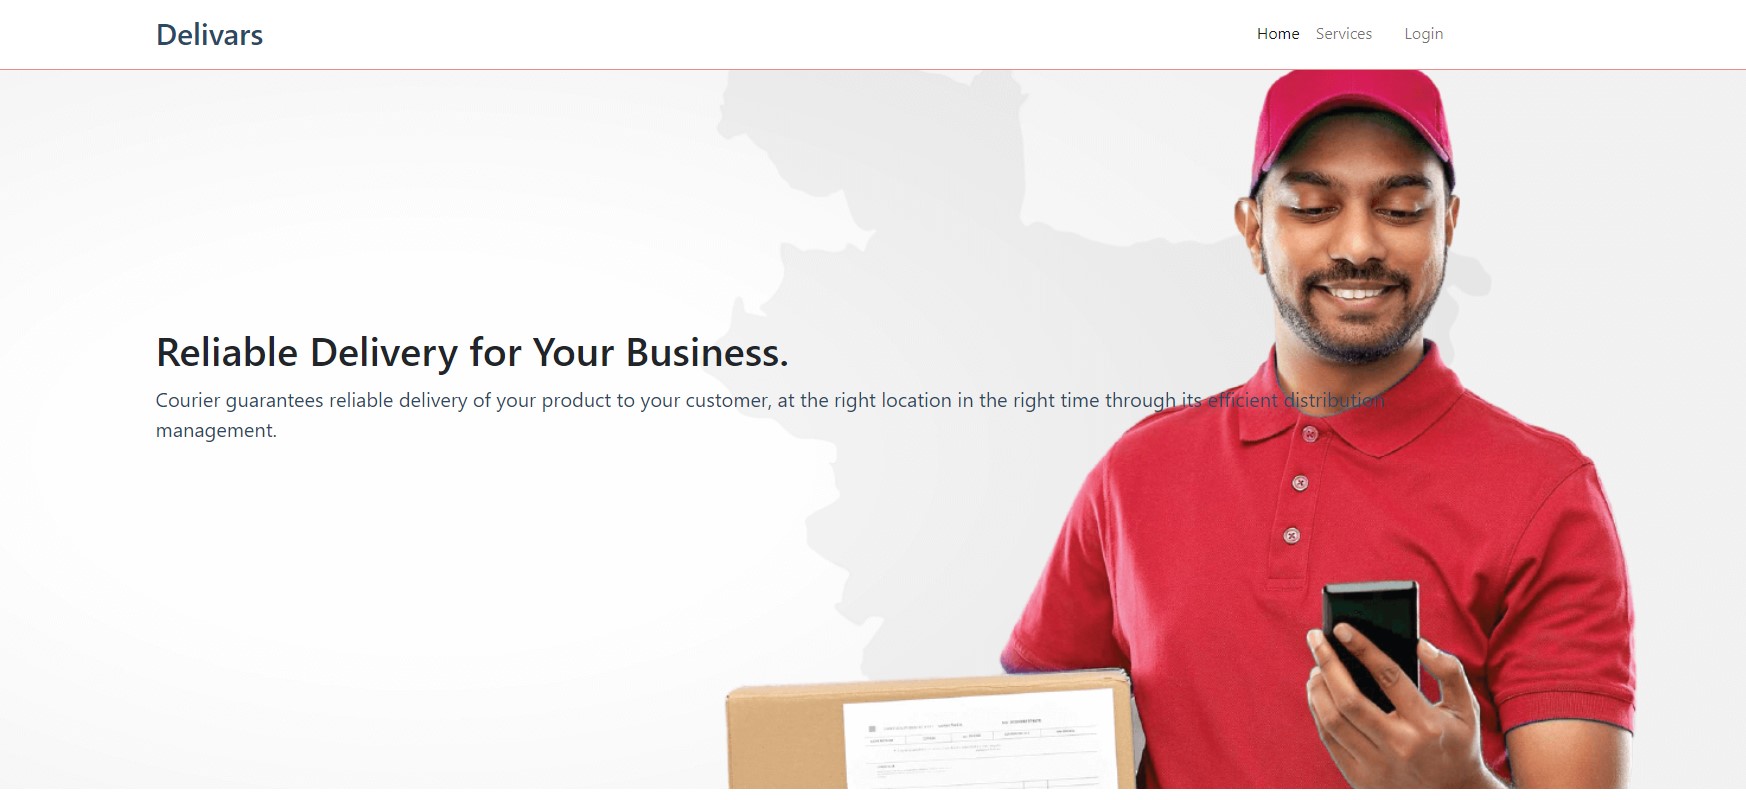 Delivars
Home Services Login
Reliable Delivery for Your Business.
Courier guarantees reliable delivery of your product to your customer, at the right location in the right time through its efficient distribution
management.